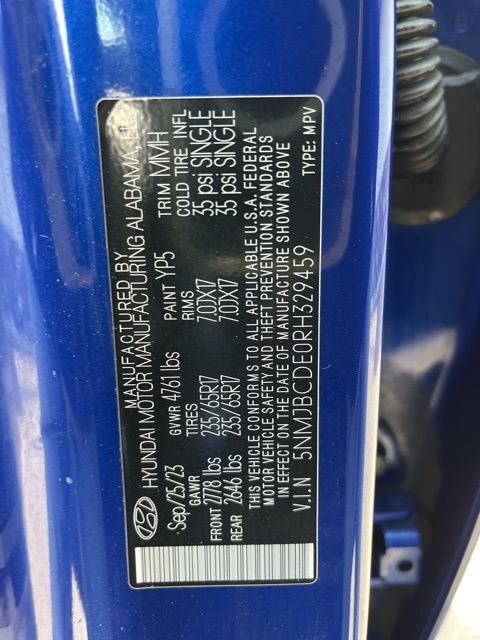 MANUFACTURED BY
HYUNDAI MOTOR MANUFACTURING ALABAMA, LLC
Sep/25/23 GVWR 4761 lbs PAINT YP5 TRIM MMH
GAWR TIRES RIMS COLD TIRE INFL
FRONT 2778 lbs 235/65R17 7.0JX17 35 psi SINGLE
REAR 2646 lbs 235/65R17 7.0JX17 35 psi SINGLE
THIS VEHICLE CONFORMS TO ALL APPLICABLE U.S.A. FEDERAL
MOTOR VEHICLE SAFETY AND THEFT PREVENTION STANDARDS
IN EFFECT ON THE DATE OF MANUFACTURE SHOWN ABOVE
V.I.N 5NMJBCDE0RH329459 TYPE: MPV